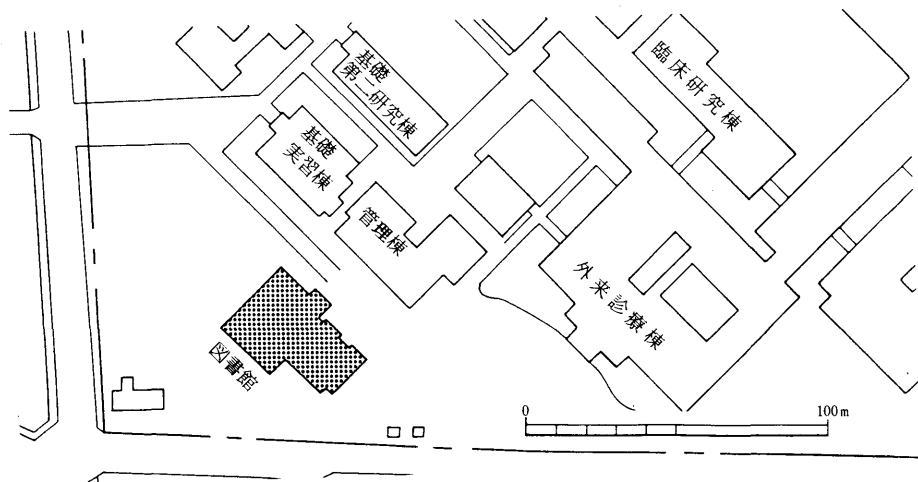 基礎
第二研究棟
臨床研究棟
基礎
実習棟
管理棟
外来診療棟
図書館
0
100m